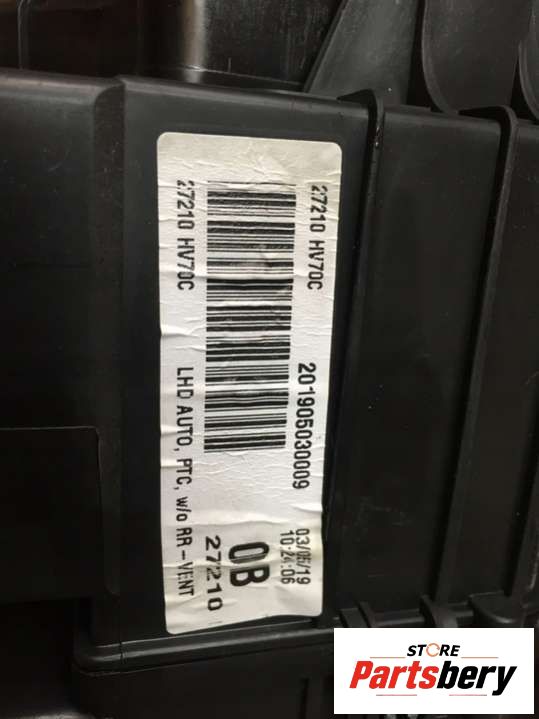 27210 HV70C
201905030009
03/05/19
10:24:06
27210 HV70C
LHD AUTO, PTC, w/o RR-VENT
0B
27210
STORE
Partsbery